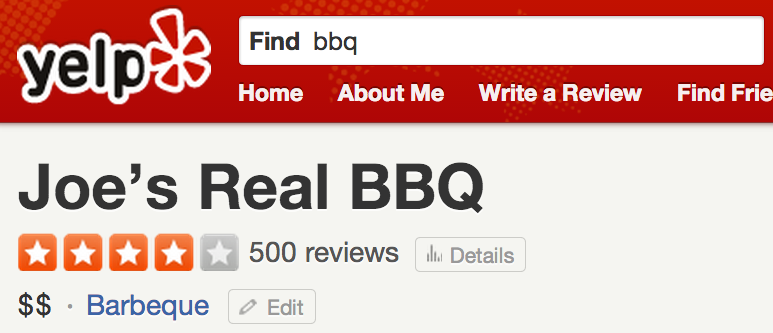 yelp
Find bbq
Home About Me Write a Review Find Frie
Joe’s Real BBQ
500 reviews Details
$$ · Barbeque Edit